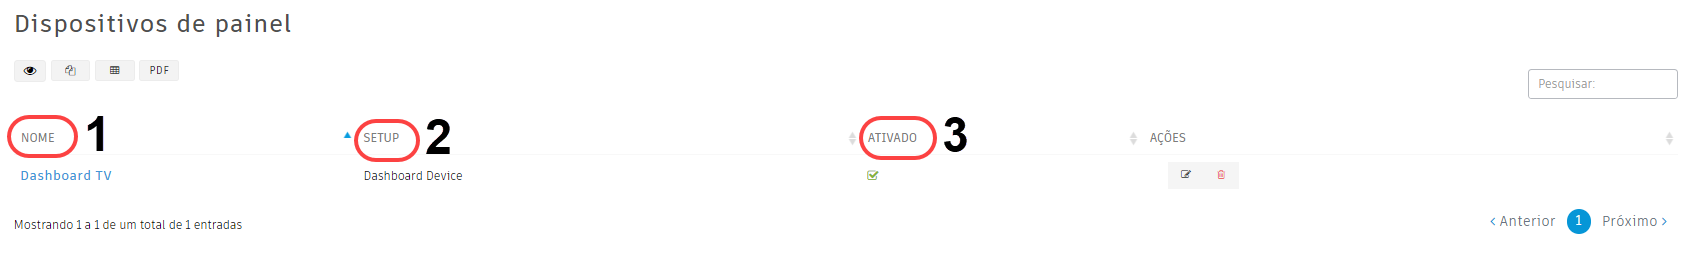 Dispositivos de painel
PDF
Pesquisar:
NOME 1 SETUP 2 ATIVADO 3 AÇÕES
Dashboard TV Dashboard Device
Mostrando 1 a 1 de um total de 1 entradas
‹ Anterior 1 Próximo ›